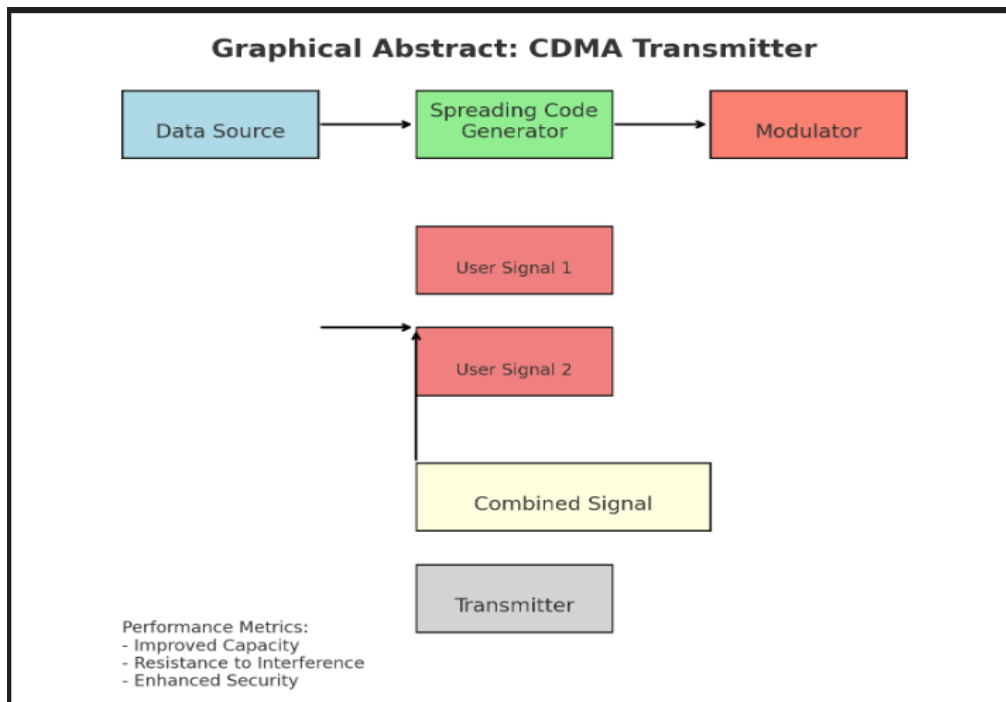 Graphical Abstract: CDMA Transmitter
Data Source
Spreading Code
Generator
Modulator
User Signal 1
User Signal 2
Combined Signal
Transmitter
Performance Metrics:
- Improved Capacity
- Resistance to Interference
- Enhanced Security